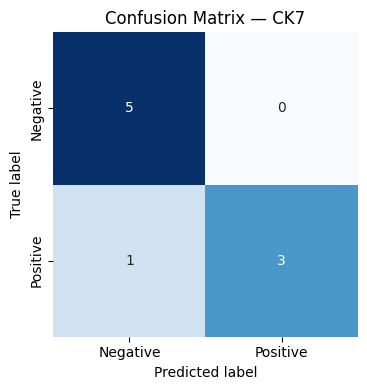 Confusion Matrix — CK7
True label
Negative
5
0
Positive
1
3
Negative
Positive
Predicted label